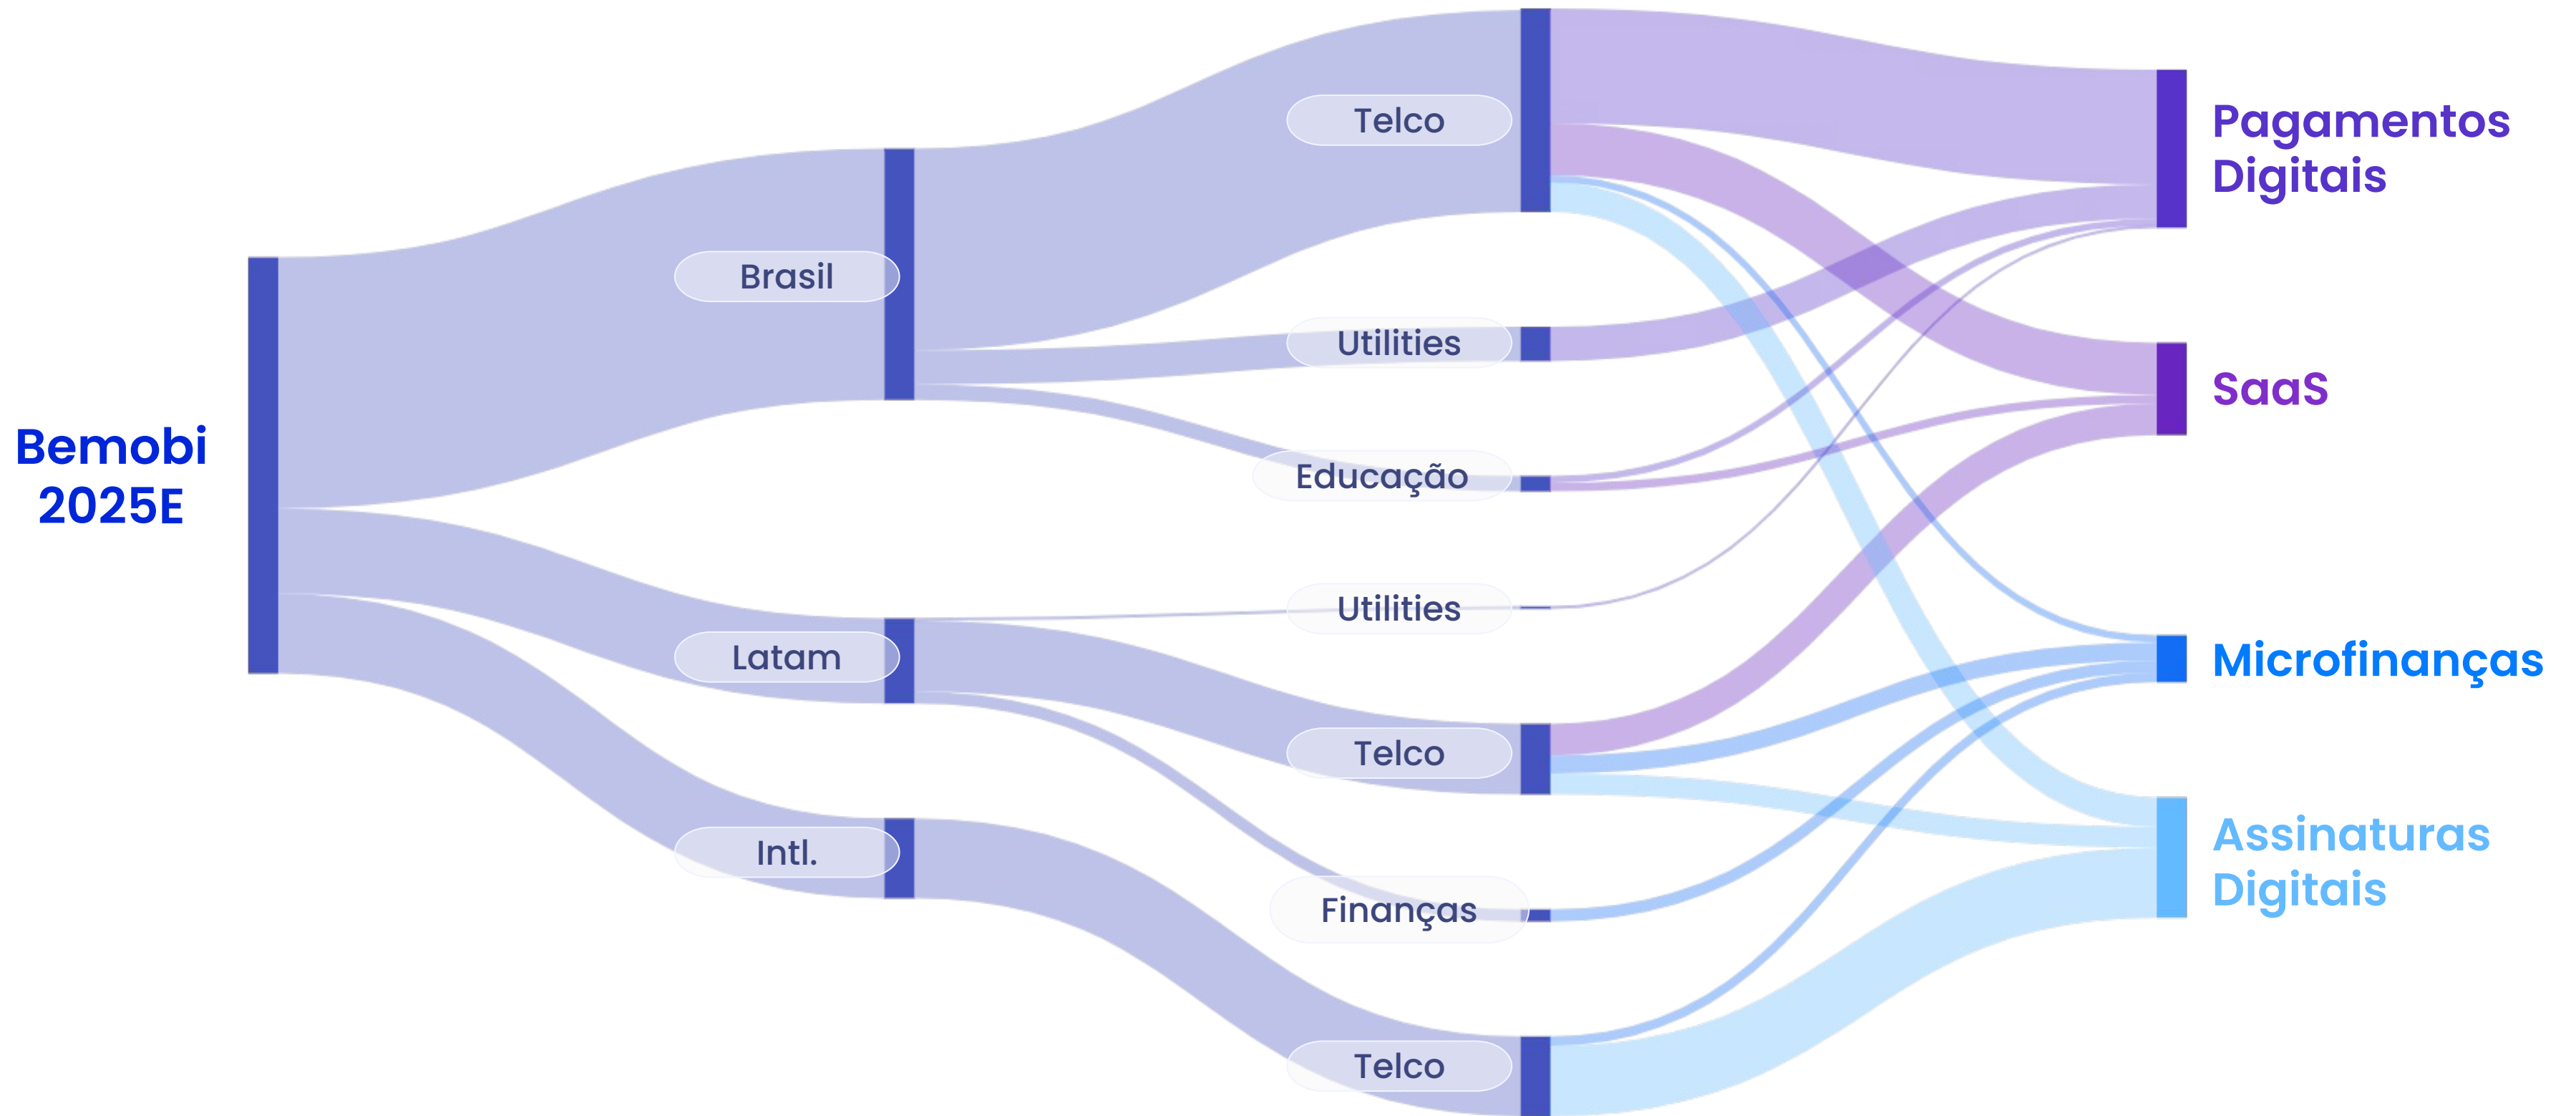 Bemobi
2025E
Brasil
Latam
Intl.
Telco
Utilities
Educação
Utilities
Telco
Finanças
Telco
Pagamentos
Digitais
SaaS
Microfinanças
Assinaturas
Digitais